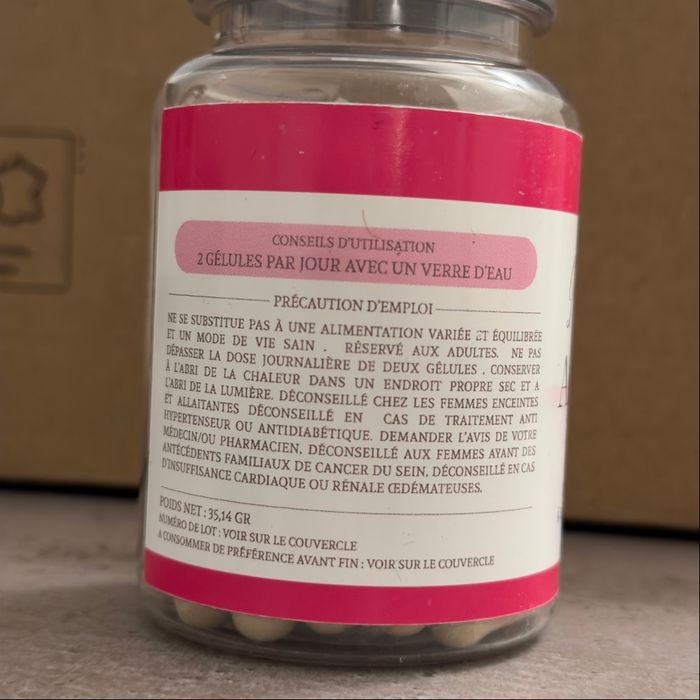 CONSEILS D'UTILISATION
2 GÉLULES PAR JOUR AVEC UN VERRE D'EAU
PRÉCAUTION D'EMPLOI
NE SE SUBSTITUE PAS À UNE ALIMENTATION VARIÉE ET ÉQUILIBRÉE
ET UN MODE DE VIE SAIN . RÉSERVÉ AUX ADULTES. NE PAS
DÉPASSER LA DOSE JOURNALIÈRE DE DEUX GÉLULES . CONSERVER
À L'ABRI DE LA CHALEUR DANS UN ENDROIT PROPRE SEC ET A
L'ABRI DE LA LUMIÈRE. DÉCONSEILLÉ CHEZ LES FEMMES ENCEINTES
ET ALLAITANTES DÉCONSEILLÉ EN CAS DE TRAITEMENT ANTI
HYPERTENSEUR OU ANTIDIABÉTIQUE. DEMANDER L'AVIS DE VOTRE
MÉDECIN/OU PHARMACIEN. DÉCONSEILLÉ AUX FEMMES AYANT DES
ANTÉCÉDENTS FAMILIAUX DE CANCER DU SEIN. DÉCONSEILLÉ EN CAS
D'INSUFFISANCE CARDIAQUE OU RÉNALE ŒDÉMATEUSES.
POIDS NET : 35,14 GR
NUMÉRO DE LOT : VOIR SUR LE COUVERCLE
A CONSOMMER DE PRÉFÉRENCE AVANT FIN : VOIR SUR LE COUVERCLE